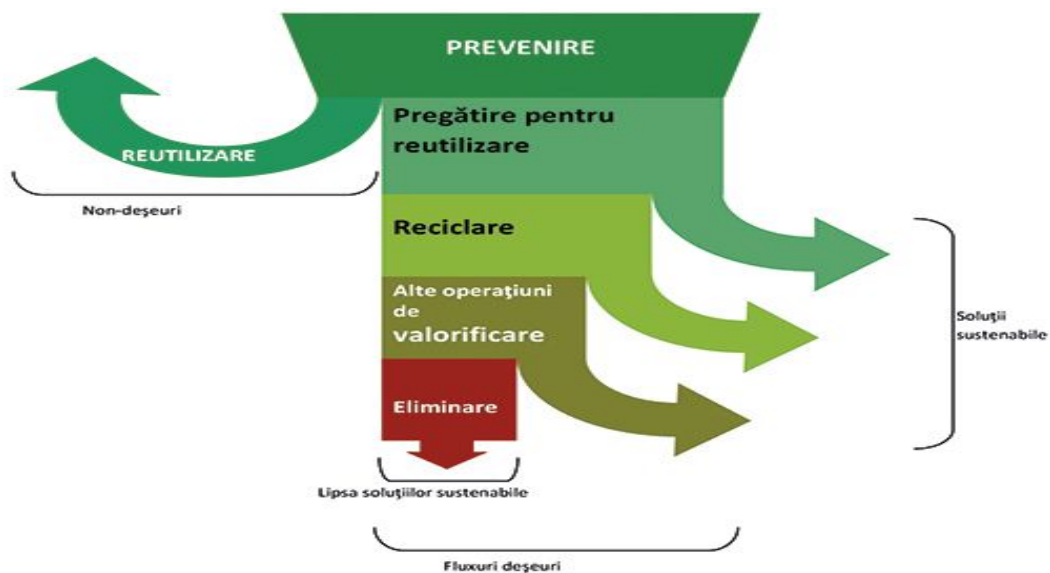 PREVENIRE
Pregătire pentru
reutilizare
REUTILIZARE
Non-deşeuri
Reciclare
Alte operaţiuni
de
valorificare
Soluţii
sustenabile
Eliminare
Lipsa soluţiilor sustenabile
Fluxuri deşeuri